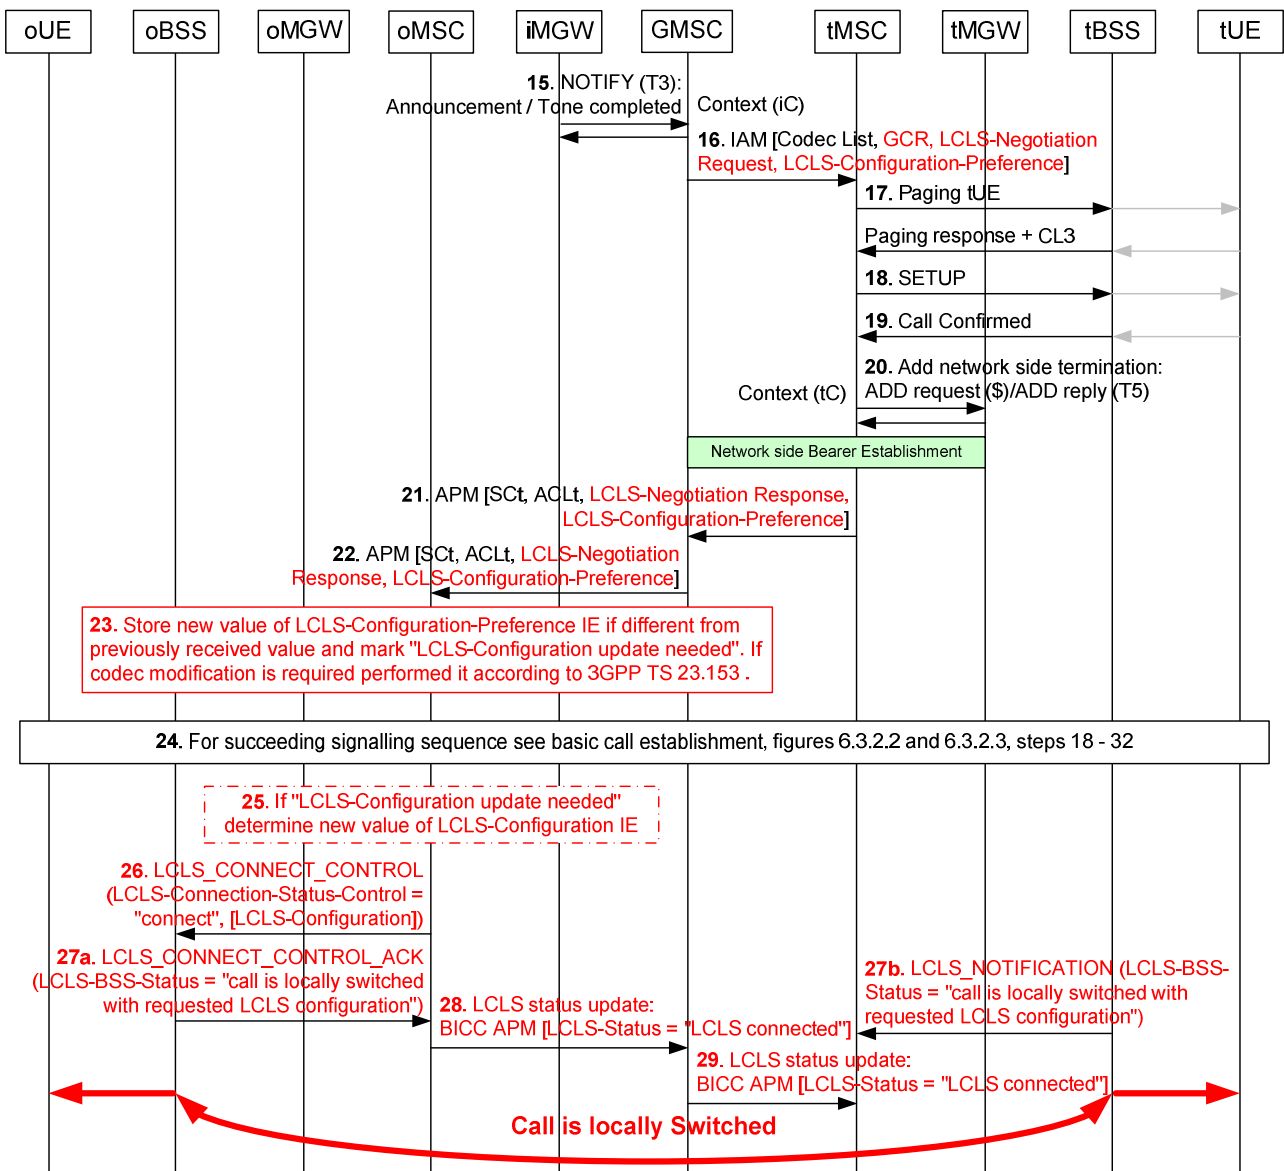 oUE oBSS oMGW oMSC iMGW GMSC tMSC tMGW tBSS tUE
15. NOTIFY (T3):
Announcement / Tone completed
Context (iC)
16. IAM [Codec List, GCR, LCLS-Negotiation
Request, LCLS-Configuration-Preference]
17. Paging tUE
Paging response + CL3
18. SETUP
19. Call Confirmed
20. Add network side termination:
ADD request ($)/ADD reply (T5)
Context (tC)
Network side Bearer Establishment
21. APM [SCt, ACLt, LCLS-Negotiation Response,
LCLS-Configuration-Preference]
22. APM [SCt, ACLt, LCLS-Negotiation
Response, LCLS-Configuration-Preference]
23. Store new value of LCLS-Configuration-Preference IE if different from
previously received value and mark "LCLS-Configuration update needed". If
codec modification is required performed it according to 3GPP TS 23.153 .
24. For succeeding signalling sequence see basic call establishment, figures 6.3.2.2 and 6.3.2.3, steps 18 - 32
25. If "LCLS-Configuration update needed"
determine new value of LCLS-Configuration IE
26. LCLS_CONNECT_CONTROL
(LCLS-Connection-Status-Control =
"connect", [LCLS-Configuration])
27a. LCLS_CONNECT_CONTROL_ACK
(LCLS-BSS-Status = "call is locally switched
with requested LCLS configuration")
27b. LCLS_NOTIFICATION (LCLS-BSS-
Status = "call is locally switched with
requested LCLS configuration")
28. LCLS status update:
BICC APM [LCLS-Status = "LCLS connected"]
29. LCLS status update:
BICC APM [LCLS-Status = "LCLS connected"]
Call is locally Switched